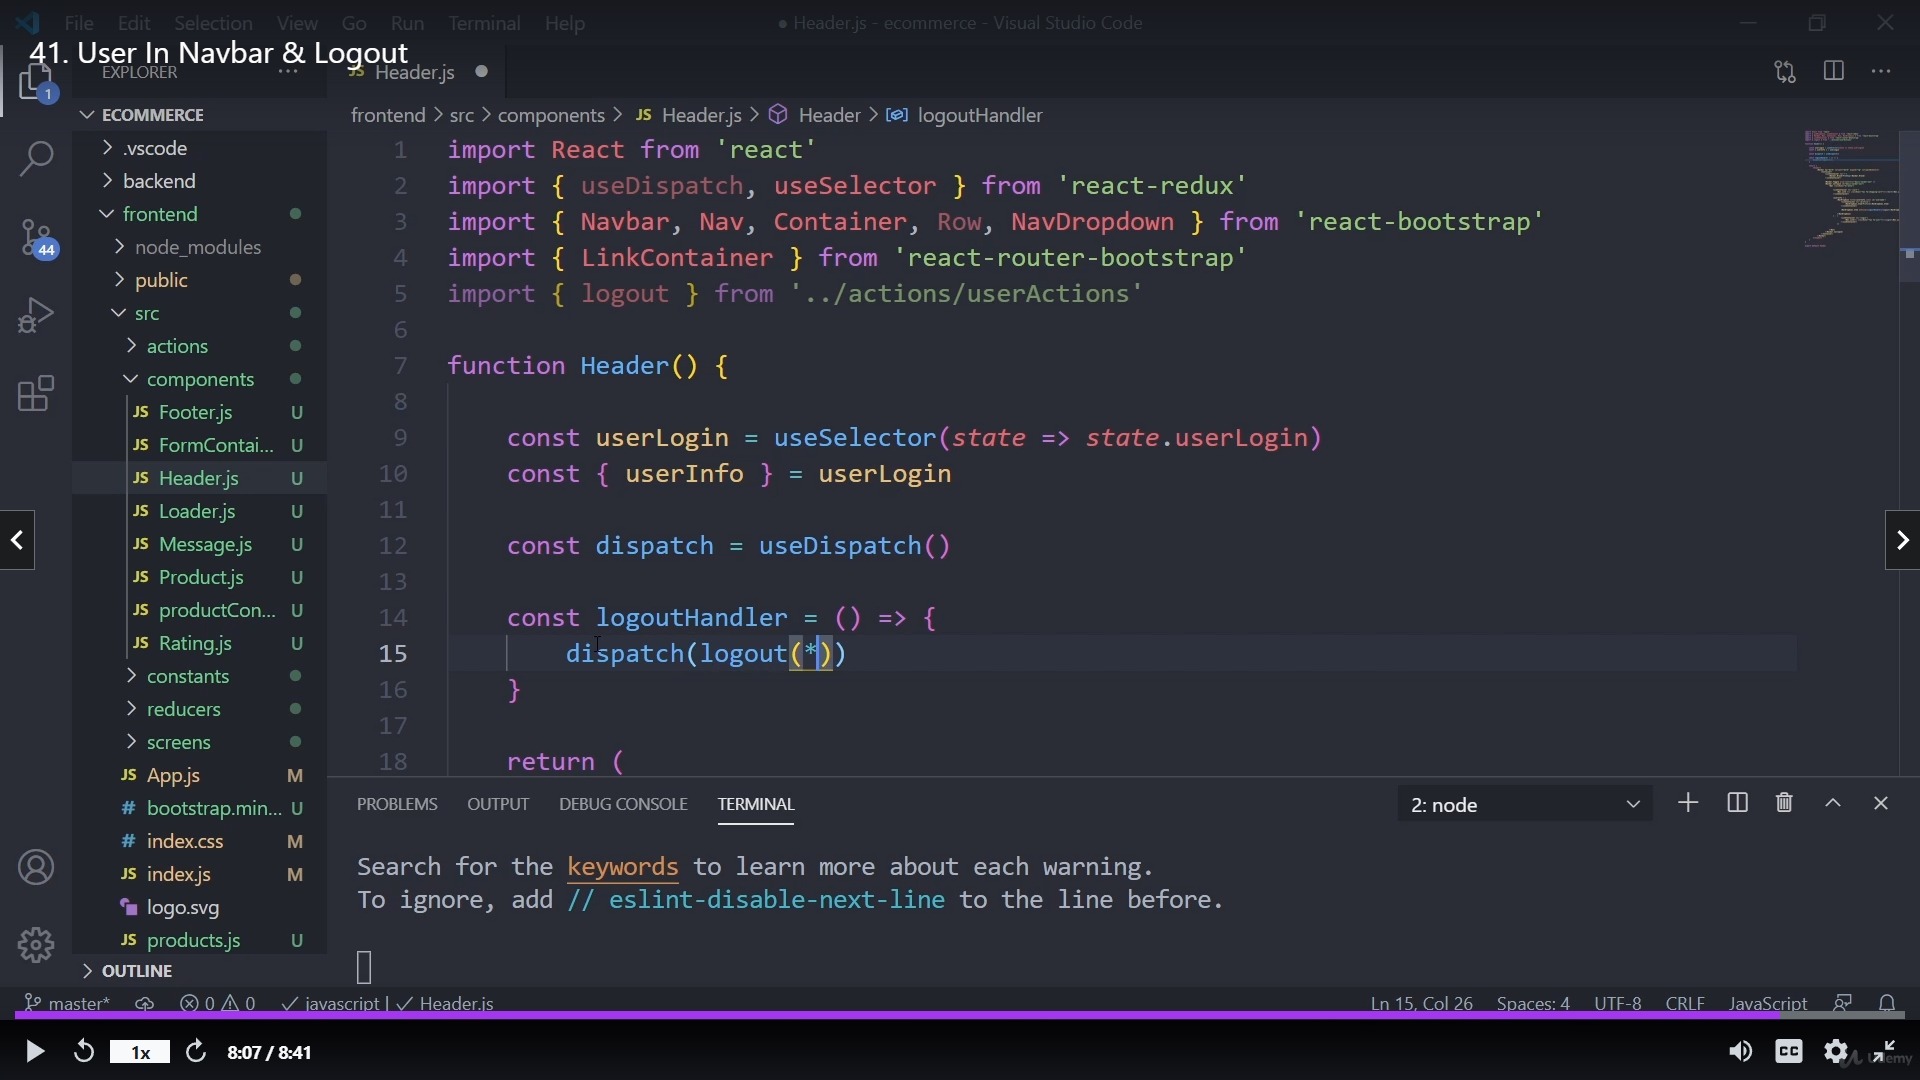 File Edit Selection View Go Run Terminal Help
● Header.js - ecommerce - Visual Studio Code
41. User In Navbar & Logout
EXPLORER ···
JS Header.js ●
1
ECOMMERCE
.vscode
backend
frontend
node_modules
public
src
actions
components
JS Footer.js U
JS FormContai... U
JS Header.js U
JS Loader.js U
JS Message.js U
JS Product.js U
JS productCon... U
JS Rating.js U
constants
reducers
screens
JS App.js M
# bootstrap.min... U
# index.css M
JS index.js M
logo.svg
JS products.js U
OUTLINE
44
frontend > src > components > JS Header.js > Header > logoutHandler
1 import React from 'react'
2 import { useDispatch, useSelector } from 'react-redux'
3 import { Navbar, Nav, Container, Row, NavDropdown } from 'react-bootstrap'
4 import { LinkContainer } from 'react-router-bootstrap'
5 import { logout } from '../actions/userActions'
6
7 function Header() {
8
9 const userLogin = useSelector(state => state.userLogin)
10 const { userInfo } = userLogin
11
12 const dispatch = useDispatch()
13
14 const logoutHandler = () => {
15 dispatch(logout(*))
16 }
17
18 return (
PROBLEMS OUTPUT DEBUG CONSOLE TERMINAL
2: node
Search for the keywords to learn more about each warning.
To ignore, add // eslint-disable-next-line to the line before.
master* 0 0 javascript | Header.js
Ln 15, Col 26 Spaces: 4 UTF-8 CRLF JavaScript
1x 8:07 / 8:41
CC
Udemy